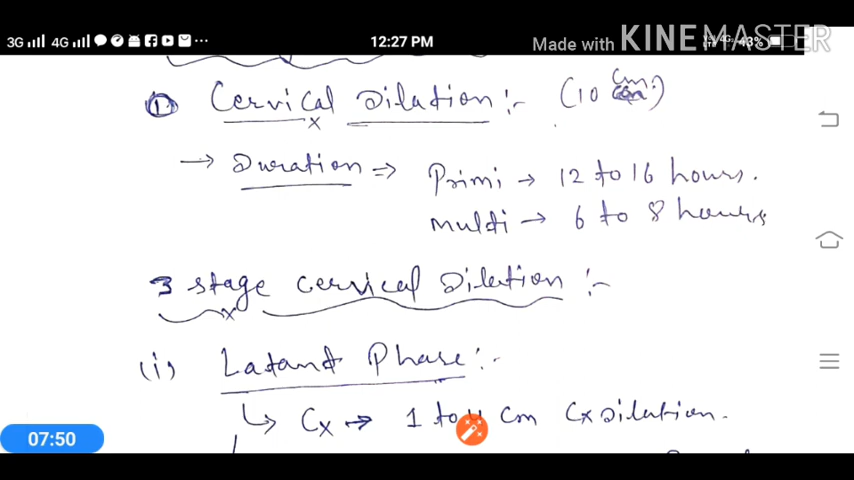 3G 4G 12:27 PM Made with KINEMASTER 43%
① Cervical Dilation :- (10 cm)
→ Duration ⇒ Primi → 12 to 16 hours.
Multi → 6 to 8 hours
3 stage cervical Dilation :-
(i) Latant Phase :-
↳ Cx → 1 to 4 cm Cx dilation.
07:50